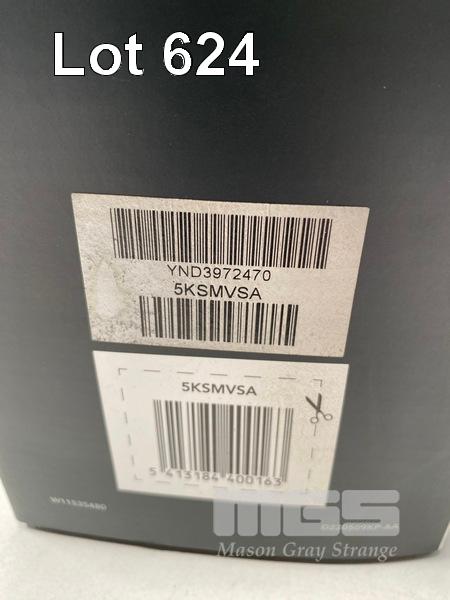 Lot 624
YND3972470
5KSMVSA
5KSMVSA
5 413184 400163
W11535480
MGS
Mason Gray Strange